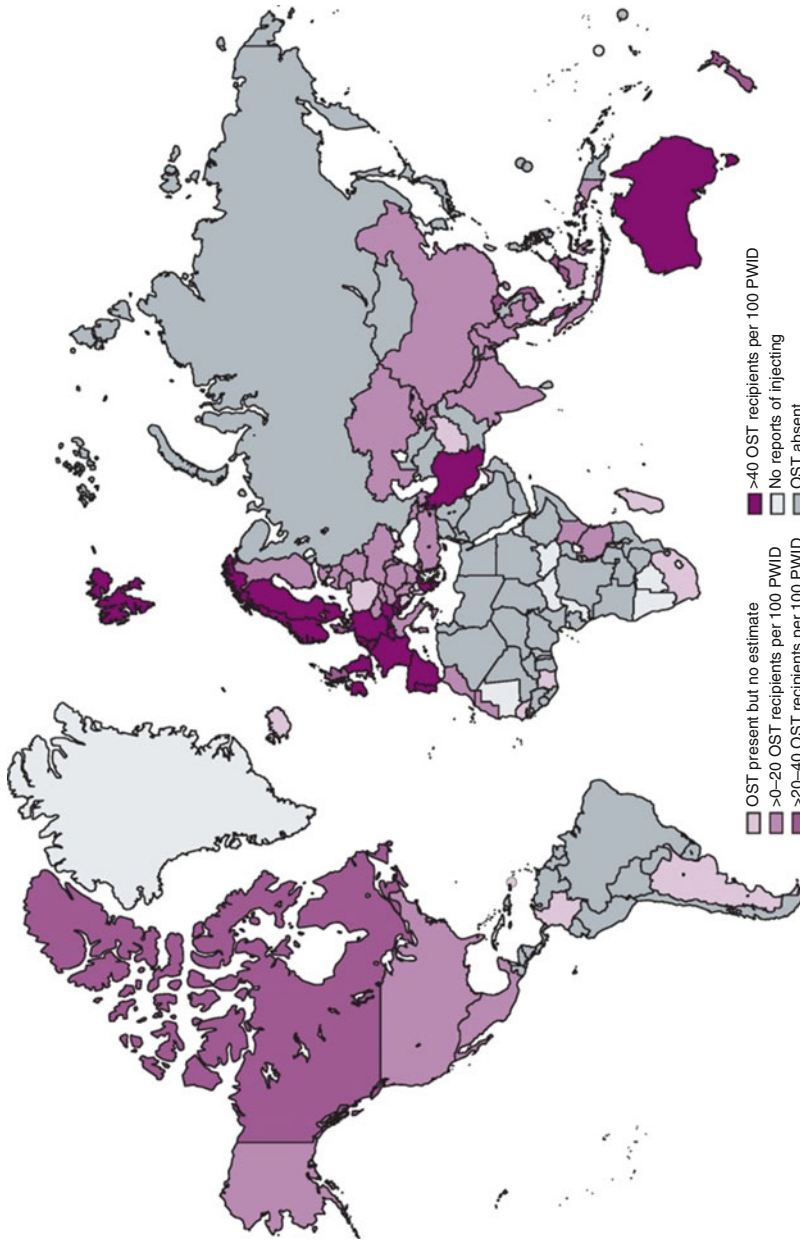 OST present but no estimate
>0–20 OST recipients per 100 PWID
>20–40 OST recipients per 100 PWID
>40 OST recipients per 100 PWID
No reports of injecting
OST absent